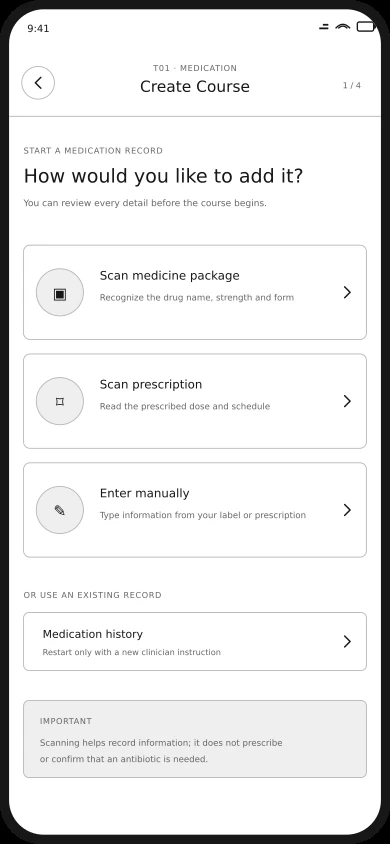 9:41
T01 · MEDICATION
Create Course
1 / 4
START A MEDICATION RECORD
How would you like to add it?
You can review every detail before the course begins.
Scan medicine package
Recognize the drug name, strength and form
Scan prescription
Read the prescribed dose and schedule
Enter manually
Type information from your label or prescription
OR USE AN EXISTING RECORD
Medication history
Restart only with a new clinician instruction
IMPORTANT
Scanning helps record information; it does not prescribe
or confirm that an antibiotic is needed.